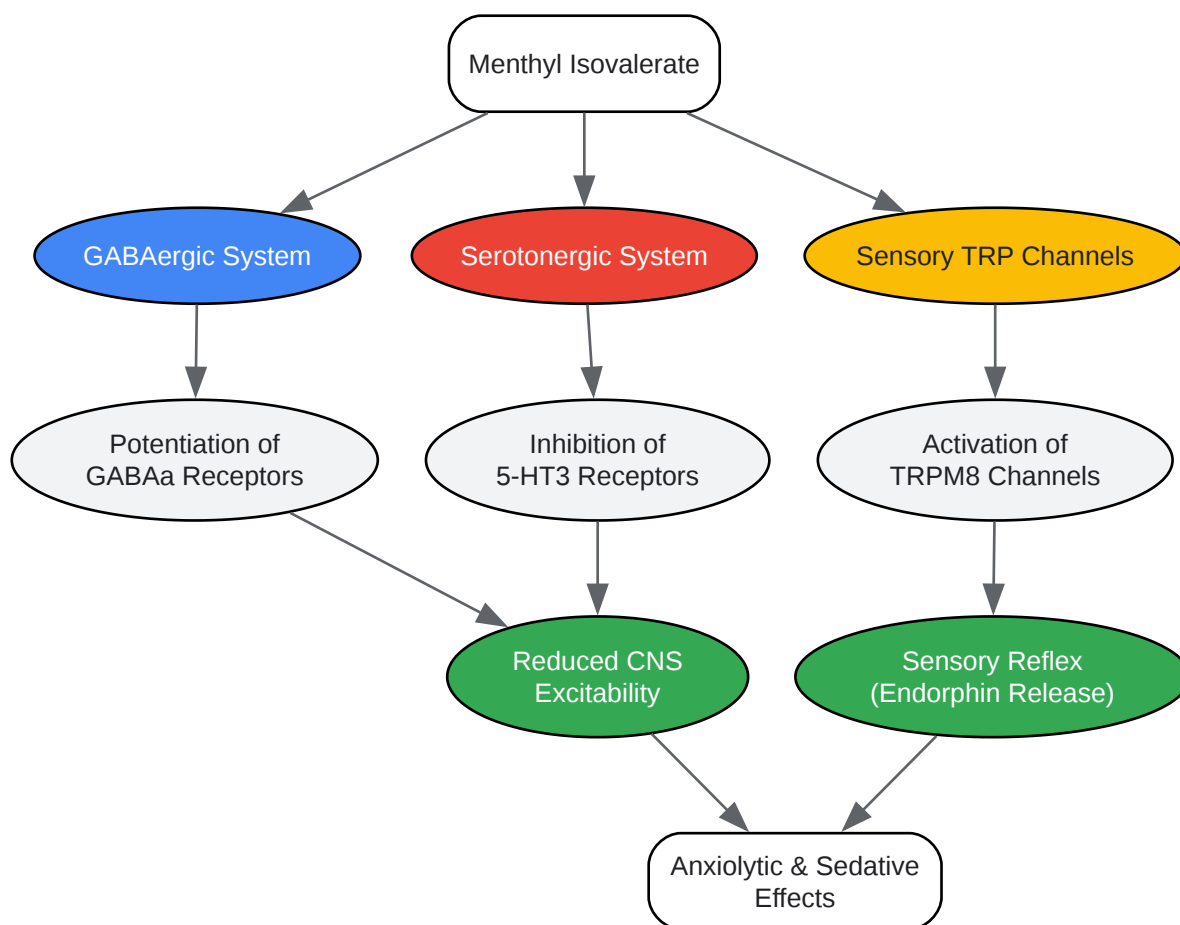 Menthyl Isovalerate
GABAergic System
Serotonergic System
Sensory TRP Channels
Potentiation of
GABAa Receptors
Inhibition of
5-HT3 Receptors
Activation of
TRPM8 Channels
Reduced CNS
Excitability
Sensory Reflex
(Endorphin Release)
Anxiolytic & Sedative
Effects